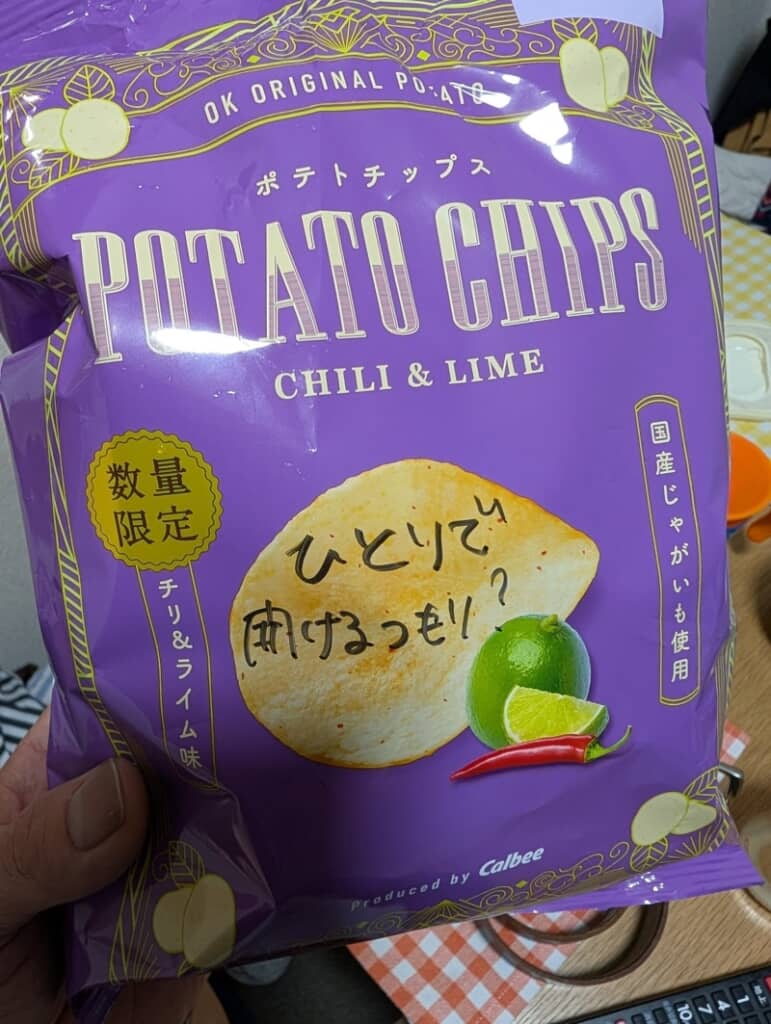 OK ORIGINAL POTATO
ポテトチップス
POTATO CHIPS
CHILI & LIME
数量
限定
チリ&ライム味
国産じゃがいも使用
ひとりで
開けるつもり?
Produced by Calbee
7
10